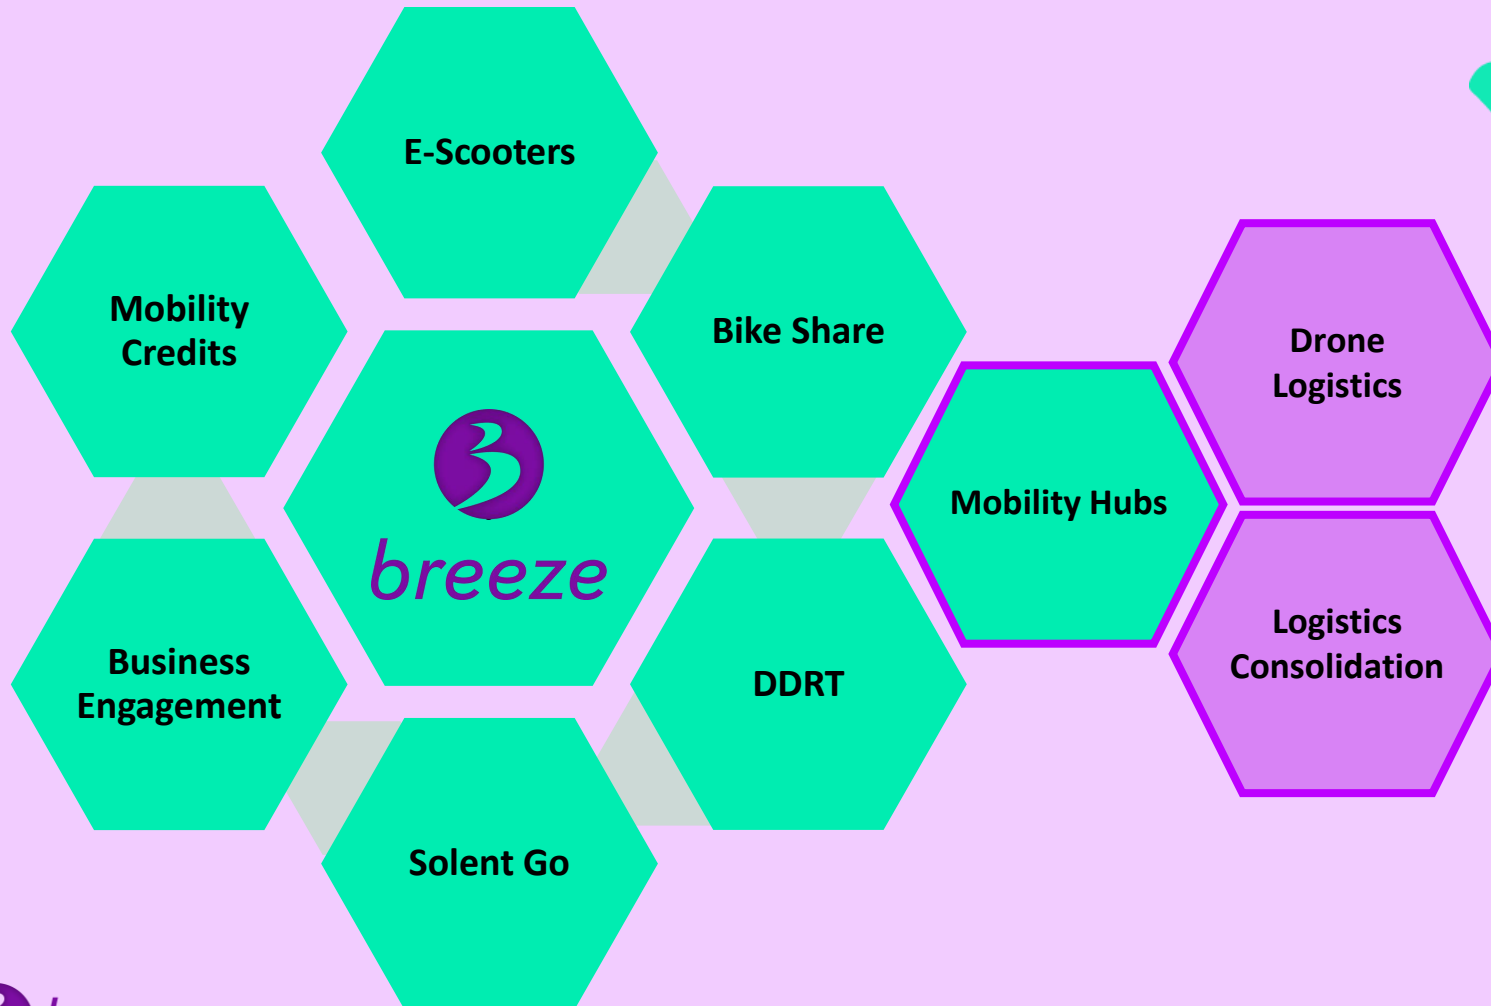 E-Scooters
Mobility
Credits
Bike Share
breeze
Business
Engagement
DDRT
Solent Go
Mobility Hubs
Drone
Logistics
Logistics
Consolidation